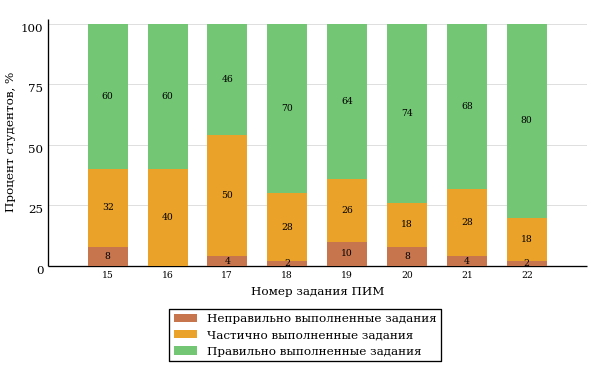 Процент студентов, %
100
75
50
25
0
60 60 46 70 64 74 68 80
32 40 50 28 26 18 28 18
8 4 2 10 8 4 2
15 16 17 18 19 20 21 22
Номер задания ПИМ
Неправильно выполненные задания
Частично выполненные задания
Правильно выполненные задания